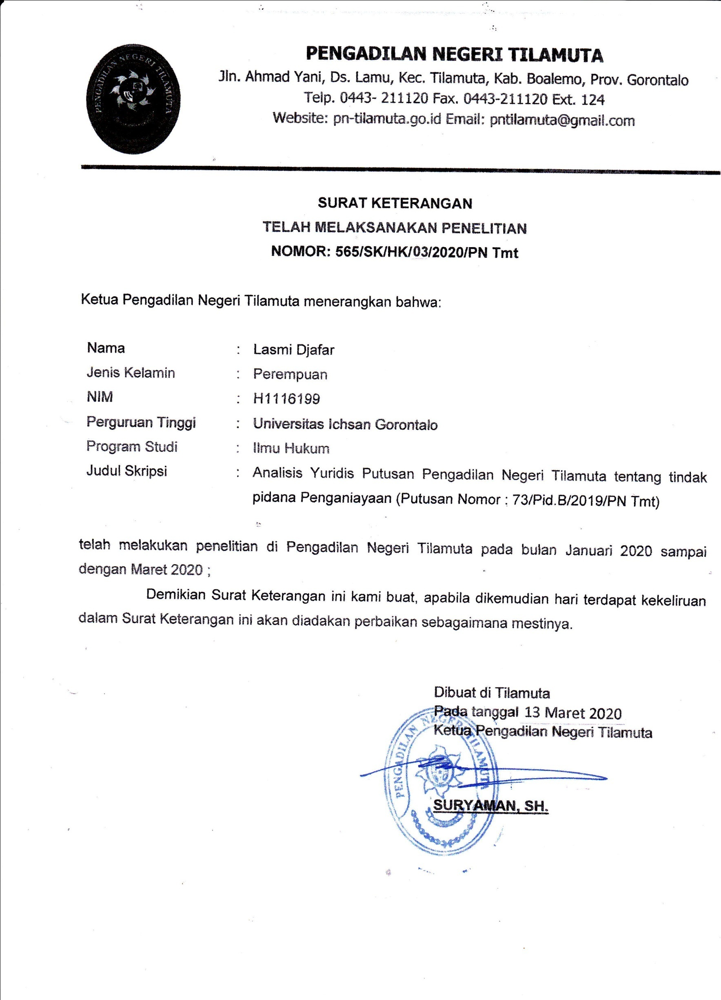 PENGADILAN NEGERI TILAMUTA
PENGADILAN NEGERI TILAMUTA
Jln. Ahmad Yani, Ds. Lamu, Kec. Tilamuta, Kab. Boalemo, Prov. Gorontalo
Telp. 0443- 211120 Fax. 0443-211120 Ext. 124
Website: pn-tilamuta.go.id Email: pntilamuta@gmail.com
SURAT KETERANGAN
TELAH MELAKSANAKAN PENELITIAN
NOMOR: 565/SK/HK/03/2020/PN Tmt
Ketua Pengadilan Negeri Tilamuta menerangkan bahwa:
Nama : Lasmi Djafar
Jenis Kelamin : Perempuan
NIM : H1116199
Perguruan Tinggi : Universitas Ichsan Gorontalo
Program Studi : Ilmu Hukum
Judul Skripsi : Analisis Yuridis Putusan Pengadilan Negeri Tilamuta tentang tindak
pidana Penganiayaan (Putusan Nomor : 73/Pid.B/2019/PN Tmt)
telah melakukan penelitian di Pengadilan Negeri Tilamuta pada bulan Januari 2020 sampai
dengan Maret 2020 ;
Demikian Surat Keterangan ini kami buat, apabila dikemudian hari terdapat kekeliruan
dalam Surat Keterangan ini akan diadakan perbaikan sebagaimana mestinya.
Dibuat di Tilamuta
Pada tanggal 13 Maret 2020
Ketua Pengadilan Negeri Tilamuta
PENGADILAN NEGERI TILAMUTA
SURYAMAN, SH.